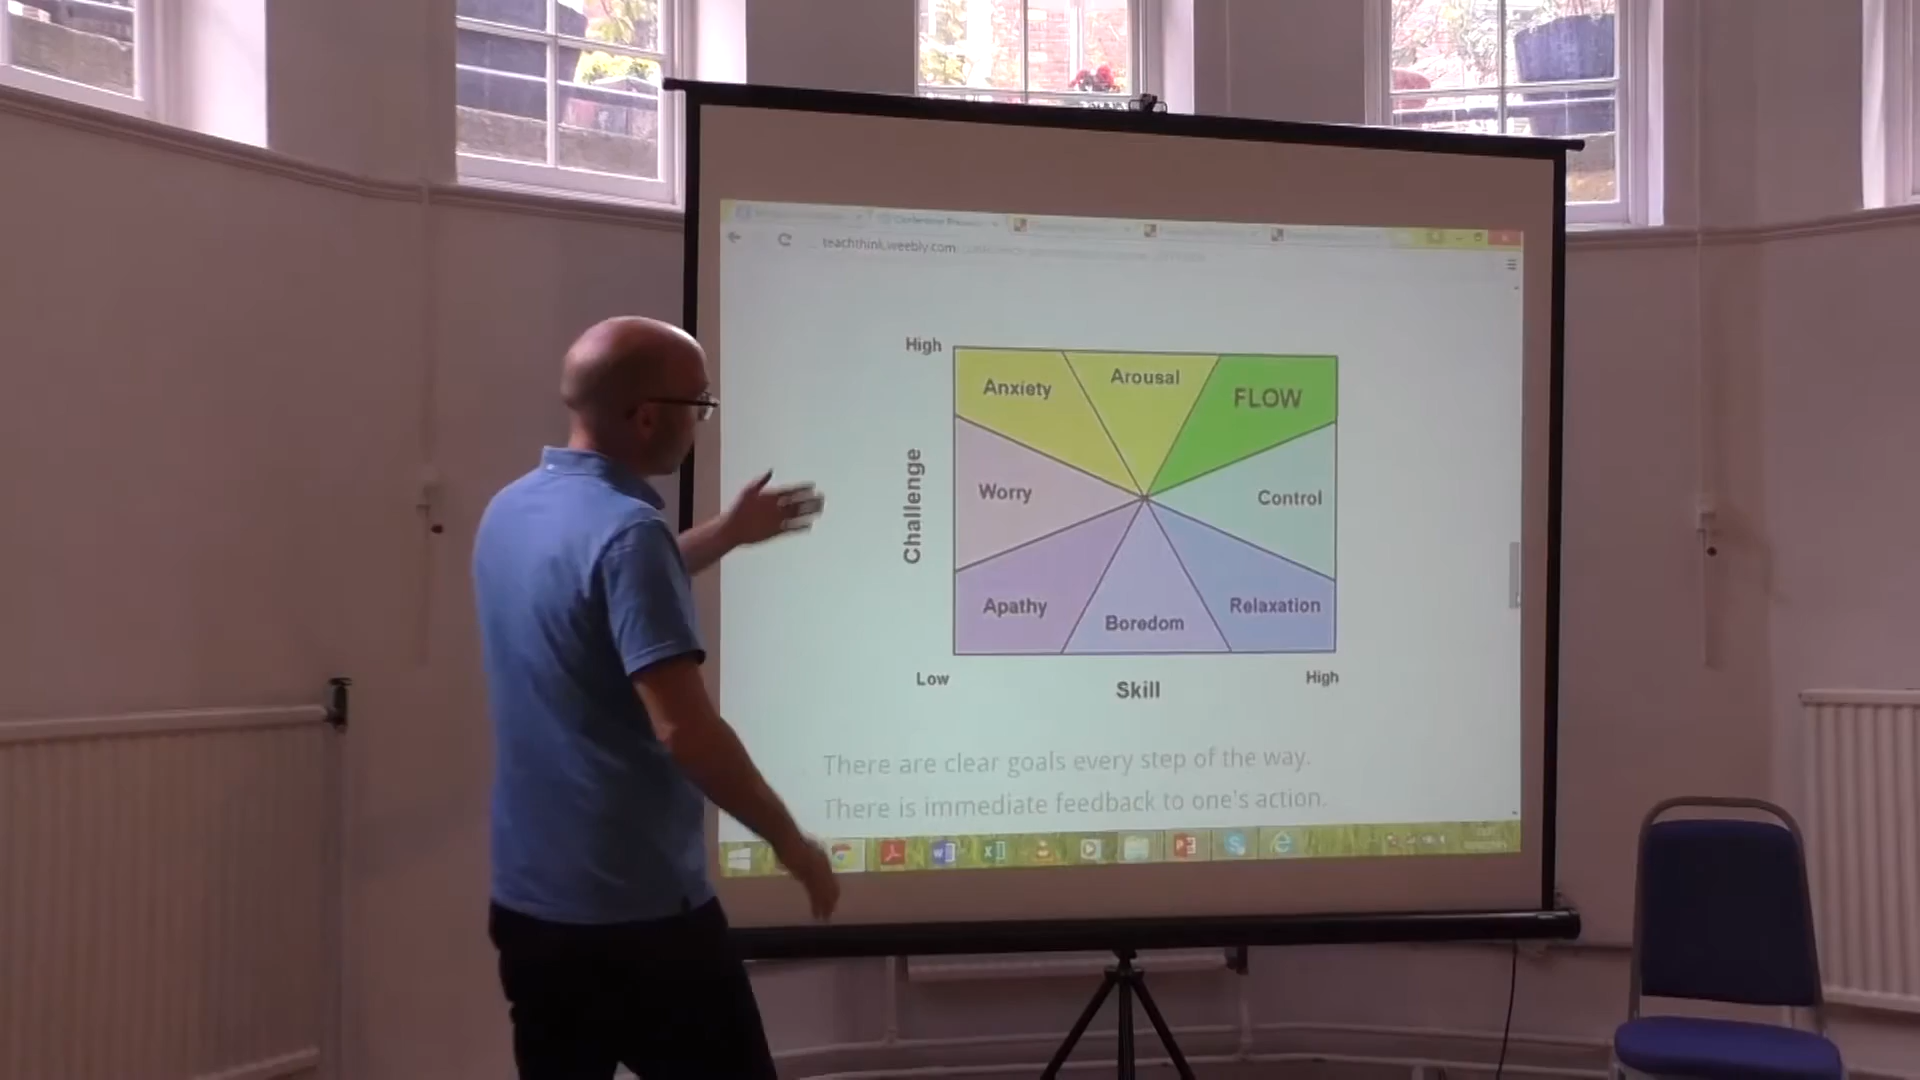 teachthink.weebly.com
High
Anxiety
Arousal
FLOW
Challenge
Worry
Control
Apathy
Boredom
Relaxation
Low
Skill
High
There are clear goals every step of the way.
There is immediate feedback to one's action.